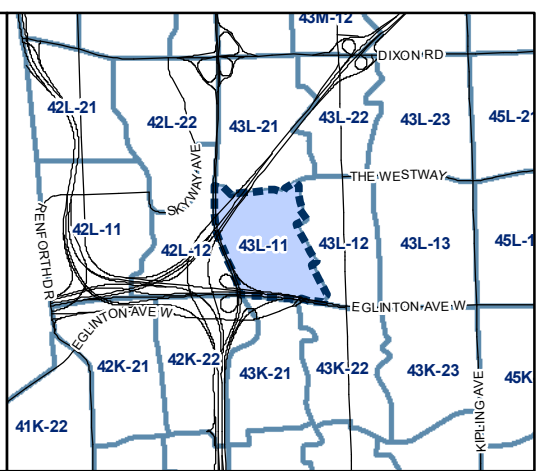 43M-12
DIXON RD
42L-21
42L-22
43L-21
43L-22
43L-23
45L-2
SKYWAY AVE
THE WESTWAY
RENFORTH DR
42L-11
42L-12
43L-11
43L-12
43L-13
45L-1
EGLINTON AVE W
EGLINTON AVE W
42K-21
42K-22
43K-21
43K-22
43K-23
45K
KIPLING AVE
41K-22